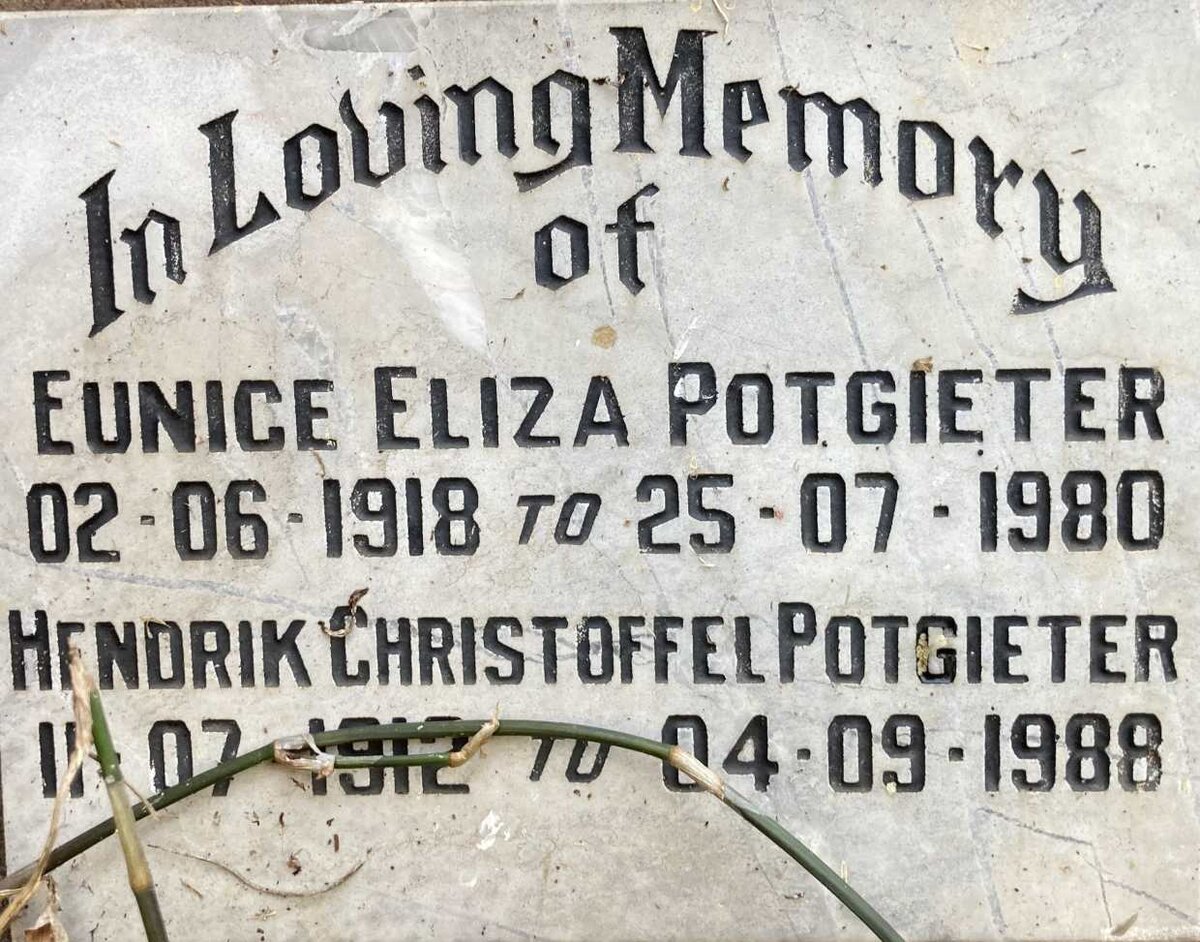 In Loving Memory
of
EUNICE ELIZA POTGIETER
02-06-1918 TO 25-07-1980
HENDRIK CHRISTOFFEL POTGIETER
11-07-1912 TO 04-09-1988